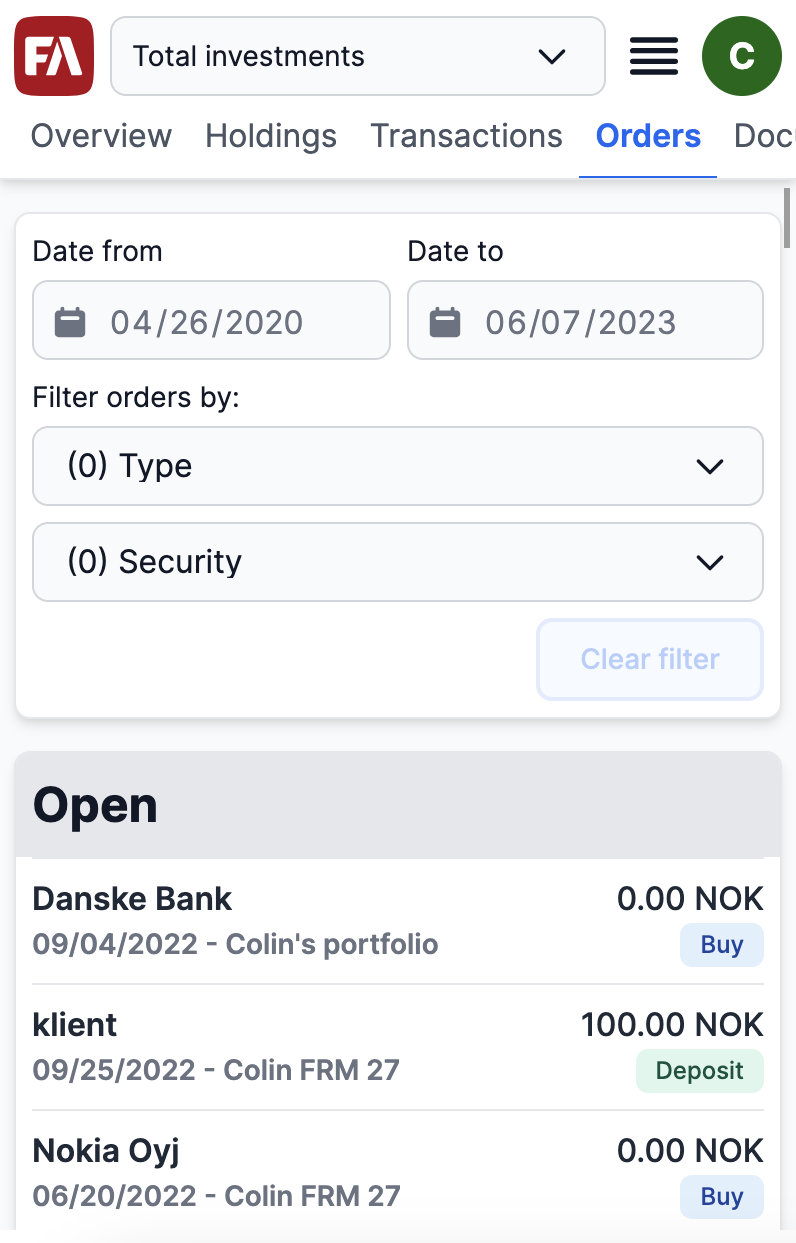 FA Total investments C
Overview Holdings Transactions Orders Doc
Date from Date to
04/26/2020 06/07/2023
Filter orders by:
(0) Type
(0) Security
Clear filter
Open
Danske Bank 0.00 NOK
09/04/2022 - Colin's portfolio Buy
klient 100.00 NOK
09/25/2022 - Colin FRM 27 Deposit
Nokia Oyj 0.00 NOK
06/20/2022 - Colin FRM 27 Buy